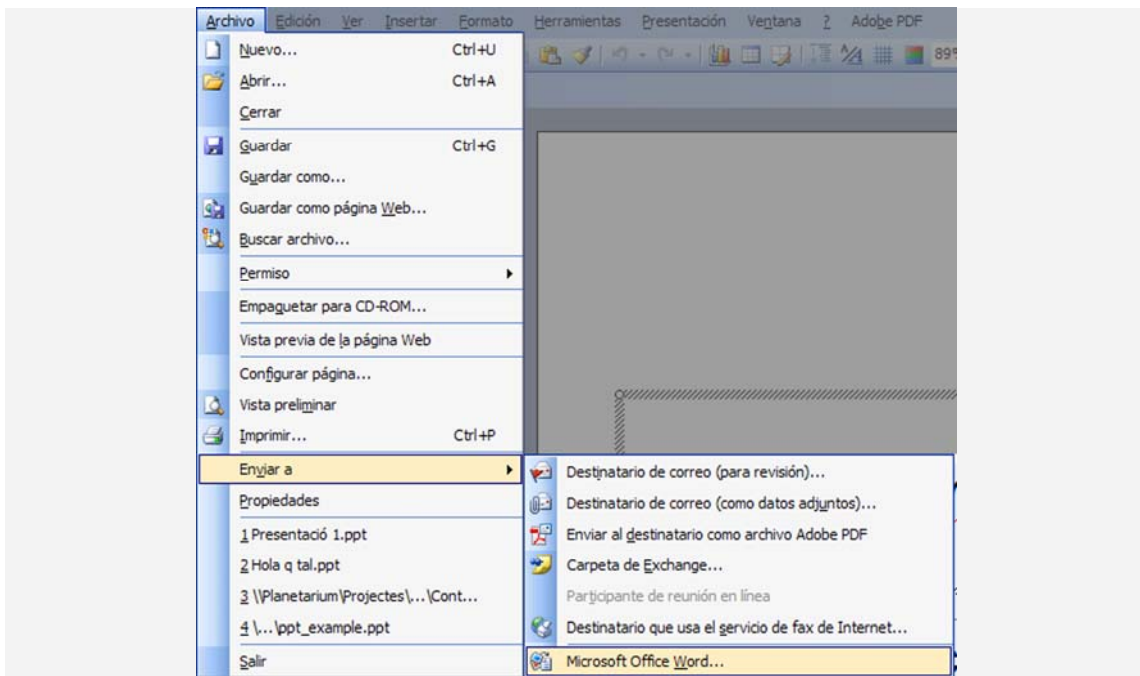 Archivo Edición Ver Insertar Formato Herramientas Presentación Ventana ? Adobe PDF
Nuevo... Ctrl+U
89%
Abrir... Ctrl+A
Cerrar
Guardar Ctrl+G
Guardar como...
Guardar como página Web...
Buscar archivo...
Permiso
Empaquetar para CD-ROM...
Vista previa de la página Web
Configurar página...
Vista preliminar
Imprimir... Ctrl+P
Enviar a
Propiedades
1 Presentació 1.ppt
2 Hola q tal.ppt
3 \\Planetarium\Projectes\...\Cont...
4 \...\ppt_example.ppt
Salir
Destinatario de correo (para revisión)...
Destinatario de correo (como datos adjuntos)...
Enviar al destinatario como archivo Adobe PDF
Carpeta de Exchange...
Participante de reunión en línea
Destinatario que usa el servicio de fax de Internet...
Microsoft Office Word...